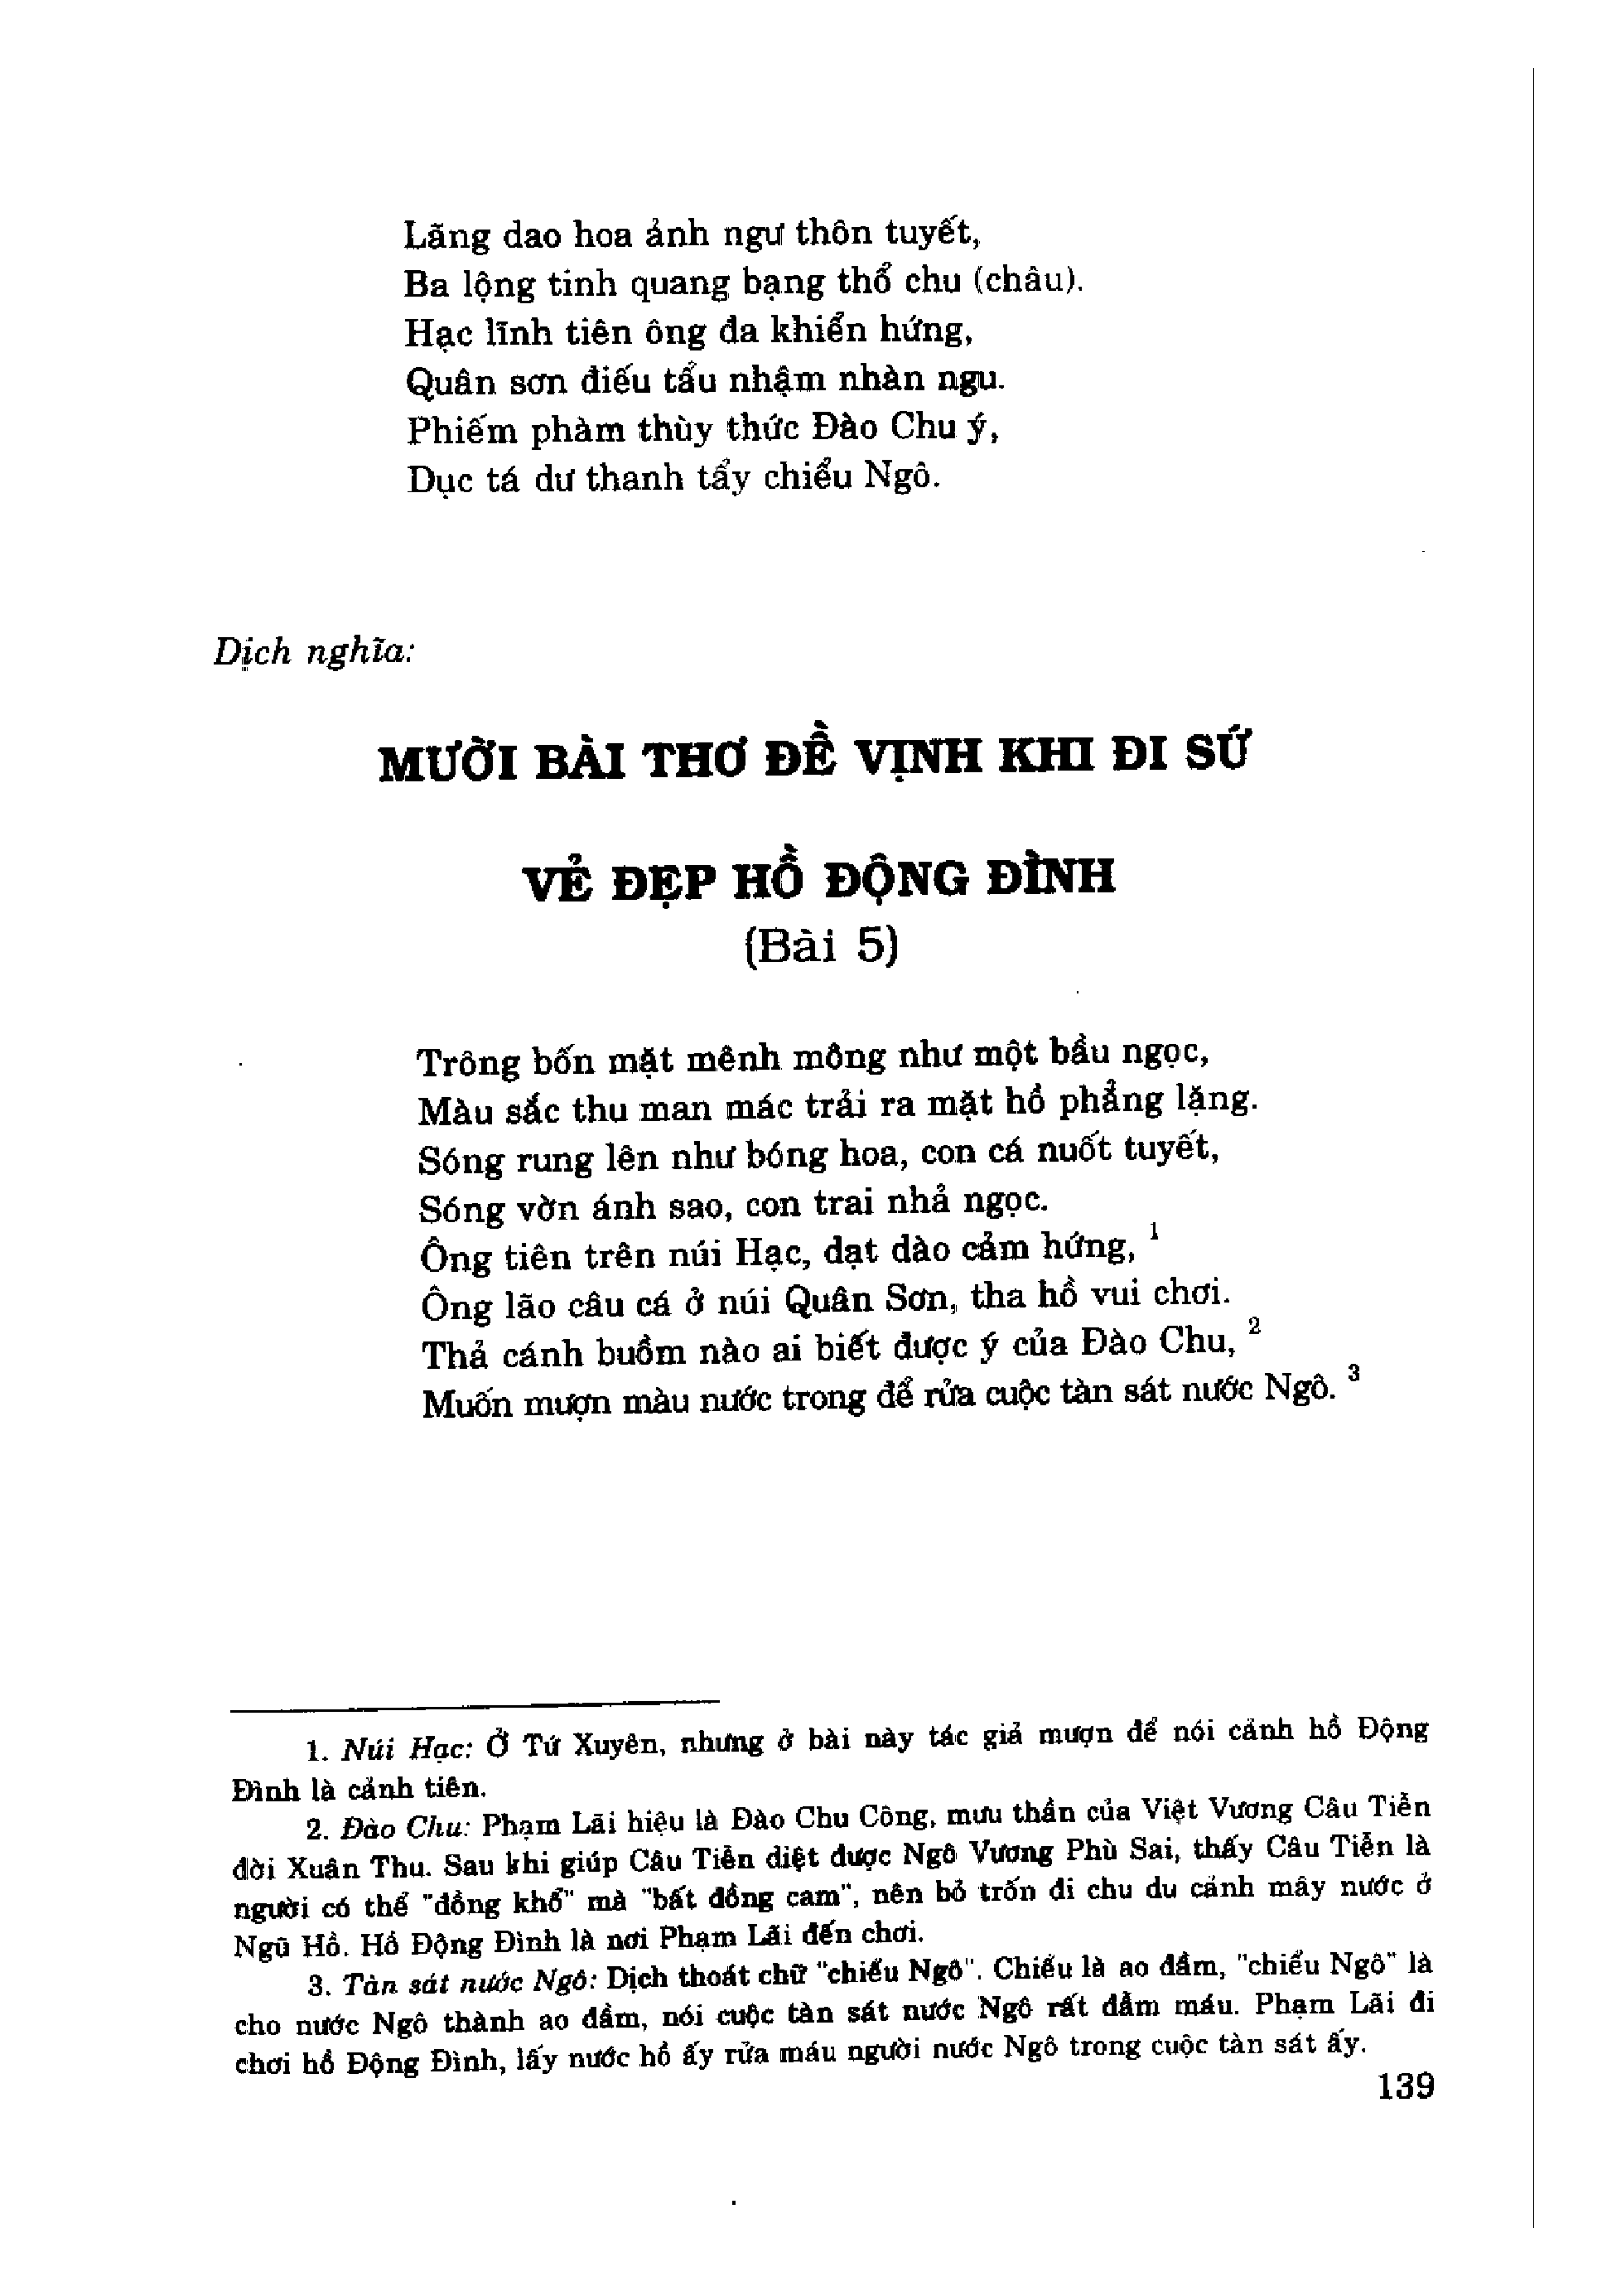 Lãng dao hoa ảnh ngư thôn tuyết,
Ba lộng tinh quang bạng thổ chu (châu).
Hạc lĩnh tiên ông đa khiển hứng,
Quân sơn điếu tẩu nhậm nhàn ngu.
Phiếm phàm thùy thức Đào Chu ý,
Dục tá dư thanh tẩy chiểu Ngô.
Dịch nghĩa:
MƯỜI BÀI THƠ ĐỀ VỊNH KHI ĐI SỨ
VẺ ĐẸP HỒ ĐỘNG ĐÌNH
(Bài 5)
Trông bốn mặt mênh mông như một bầu ngọc,
Màu sắc thu man mác trải ra mặt hồ phẳng lặng.
Sóng rung lên như bóng hoa, con cá nuốt tuyết,
Sóng vờn ánh sao, con trai nhả ngọc.
Ông tiên trên núi Hạc, dạt dào cảm hứng, 1
Ông lão câu cá ở núi Quân Sơn, tha hồ vui chơi.
Thả cánh buồm nào ai biết được ý của Đào Chu, 2
Muốn mượn màu nước trong để rửa cuộc tàn sát nước Ngô. 3
1. Núi Hạc: Ở Tứ Xuyên, nhưng ở bài này tác giả mượn để nói cảnh hồ Động
Đình là cảnh tiên.
2. Đào Chu: Phạm Lãi hiệu là Đào Chu Công, mưu thần của Việt Vương Câu Tiễn
đời Xuân Thu. Sau khi giúp Câu Tiễn diệt được Ngô Vương Phù Sai, thấy Câu Tiễn là
người có thể "đồng khổ" mà "bất đồng cam", nên bỏ trốn đi chu du cảnh mây nước ở
Ngũ Hồ. Hồ Động Đình là nơi Phạm Lãi đến chơi.
3. Tàn sát nước Ngô: Dịch thoát chữ "chiểu Ngô". Chiểu là ao đầm, "chiểu Ngô" là
cho nước Ngô thành ao đầm, nói cuộc tàn sát nước Ngô rất đẫm máu. Phạm Lãi đi
chơi hồ Động Đình, lấy nước hồ ấy rửa máu người nước Ngô trong cuộc tàn sát ấy.
139